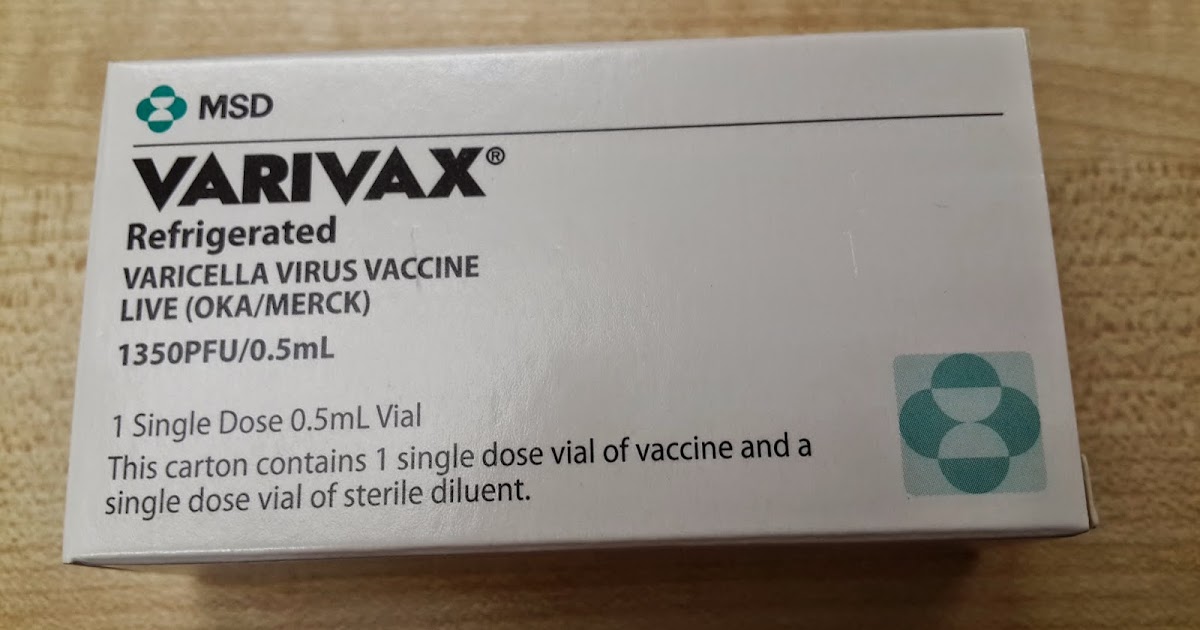 MSD
VARIVAX®
Refrigerated
VARICELLA VIRUS VACCINE
LIVE (OKA/MERCK)
1350PFU/0.5mL
1 Single Dose 0.5mL Vial
This carton contains 1 single dose vial of vaccine and a
single dose vial of sterile diluent.